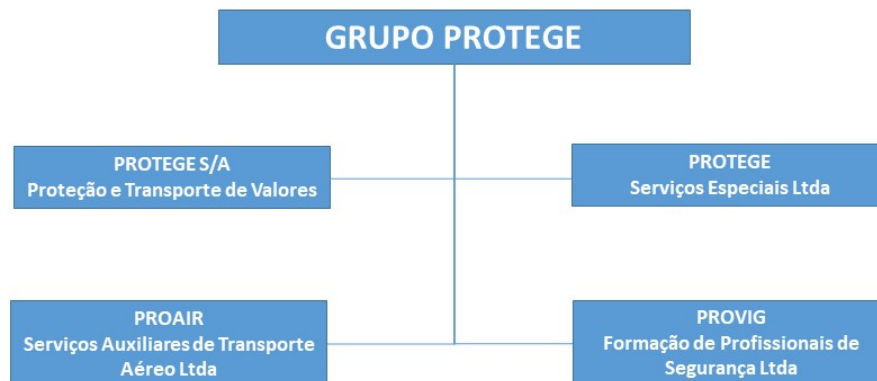 GRUPO PROTEGE
PROTEGE S/A
Proteção e Transporte de Valores
PROTEGE
Serviços Especiais Ltda
PROAIR
Serviços Auxiliares de Transporte
Aéreo Ltda
PROVIG
Formação de Profissionais de
Segurança Ltda